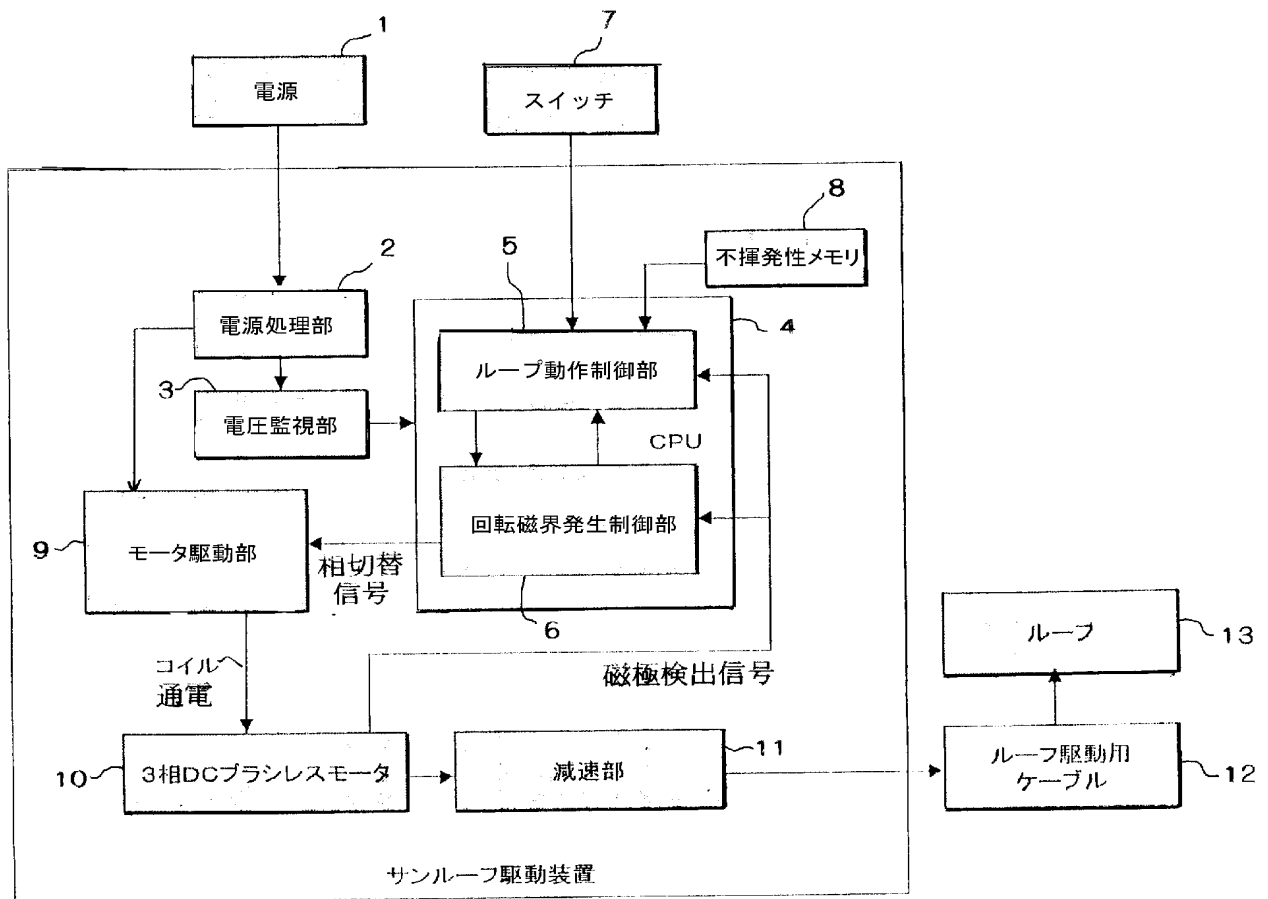 1
電源
7
スイッチ
8
不揮発性メモリ
2
電源処理部
5
ループ動作制御部
4
3
電圧監視部
CPU
回転磁界発生制御部
9
モータ駆動部
相切替
信号
6
コイルへ
通電
磁極検出信号
ルーフ
13
10
3相DCブラシレスモータ
11
減速部
ルーフ駆動用
ケーブル
12
サンルーフ駆動装置